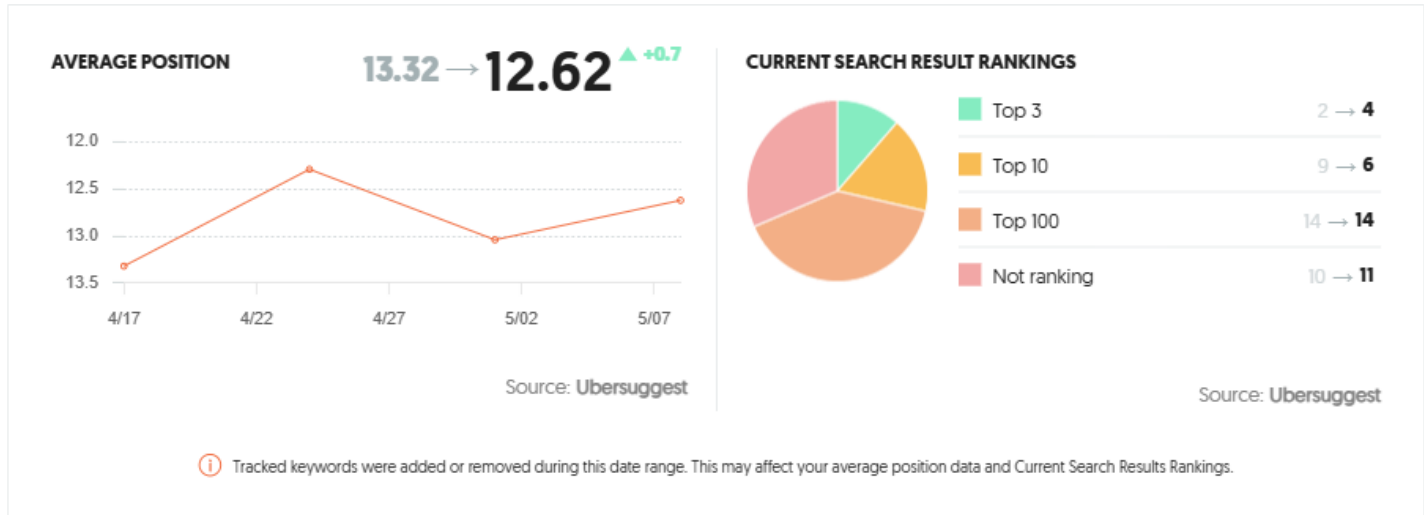 AVERAGE POSITION 13.32 → 12.62 ▲ +0.7
12.0
12.5
13.0
13.5
4/17 4/22 4/27 5/02 5/07
Source: Ubersuggest
CURRENT SEARCH RESULT RANKINGS
Top 3 2 → 4
Top 10 9 → 6
Top 100 14 → 14
Not ranking 10 → 11
Source: Ubersuggest
Tracked keywords were added or removed during this date range. This may affect your average position data and Current Search Results Rankings.